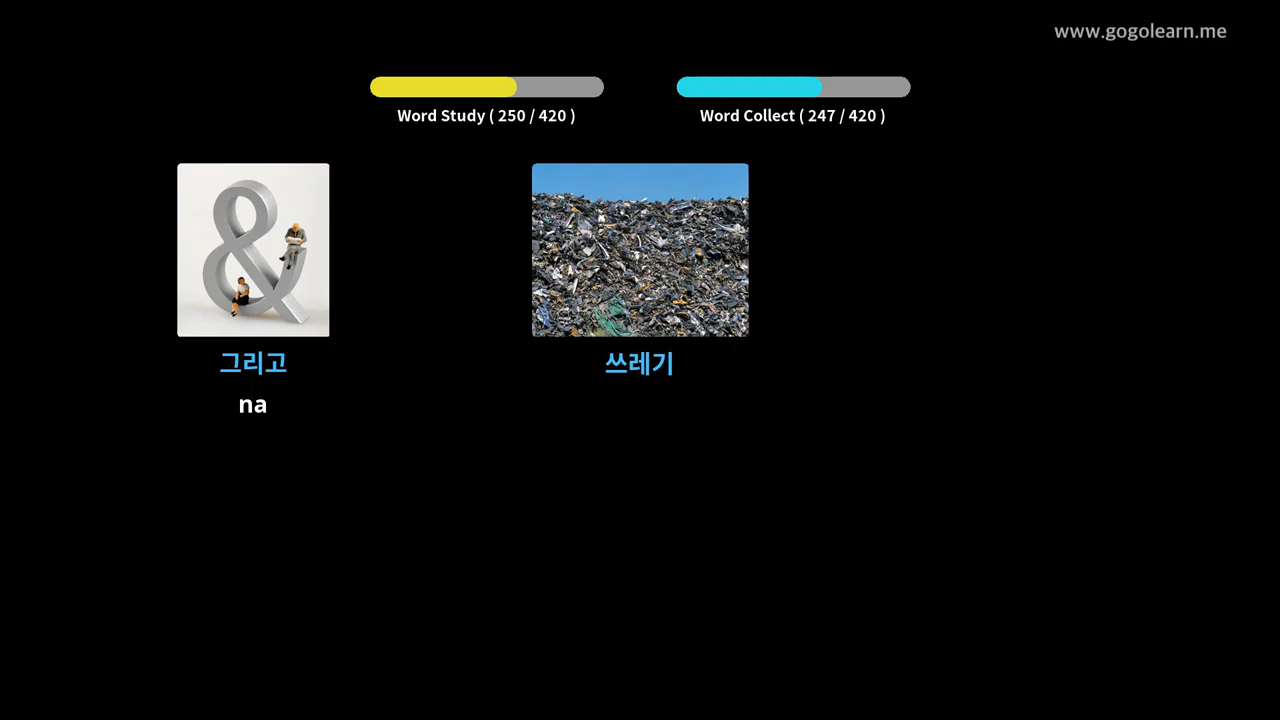 www.gogolearn.me
Word Study ( 250 / 420 )
Word Collect ( 247 / 420 )
&
그리고
na
쓰레기